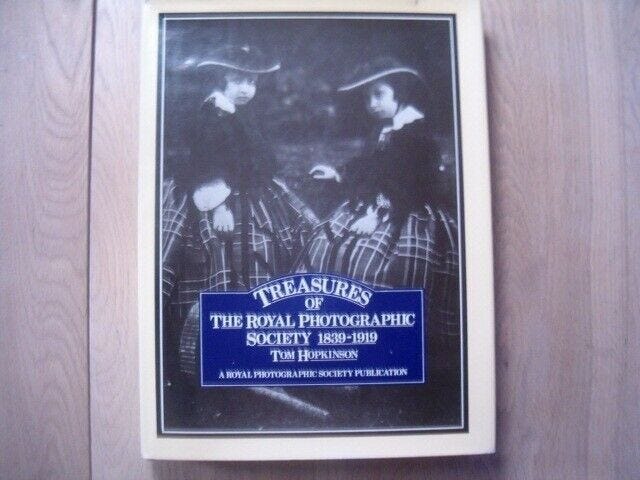 TREASURES
OF
THE ROYAL PHOTOGRAPHIC
SOCIETY 1839-1919
TOM HOPKINSON
A ROYAL PHOTOGRAPHIC SOCIETY PUBLICATION